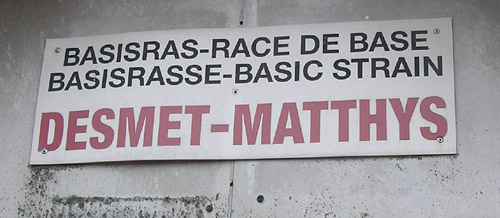 BASISRAS-RACE DE BASE
BASISRASSE-BASIC STRAIN
DESMET-MATTHYS